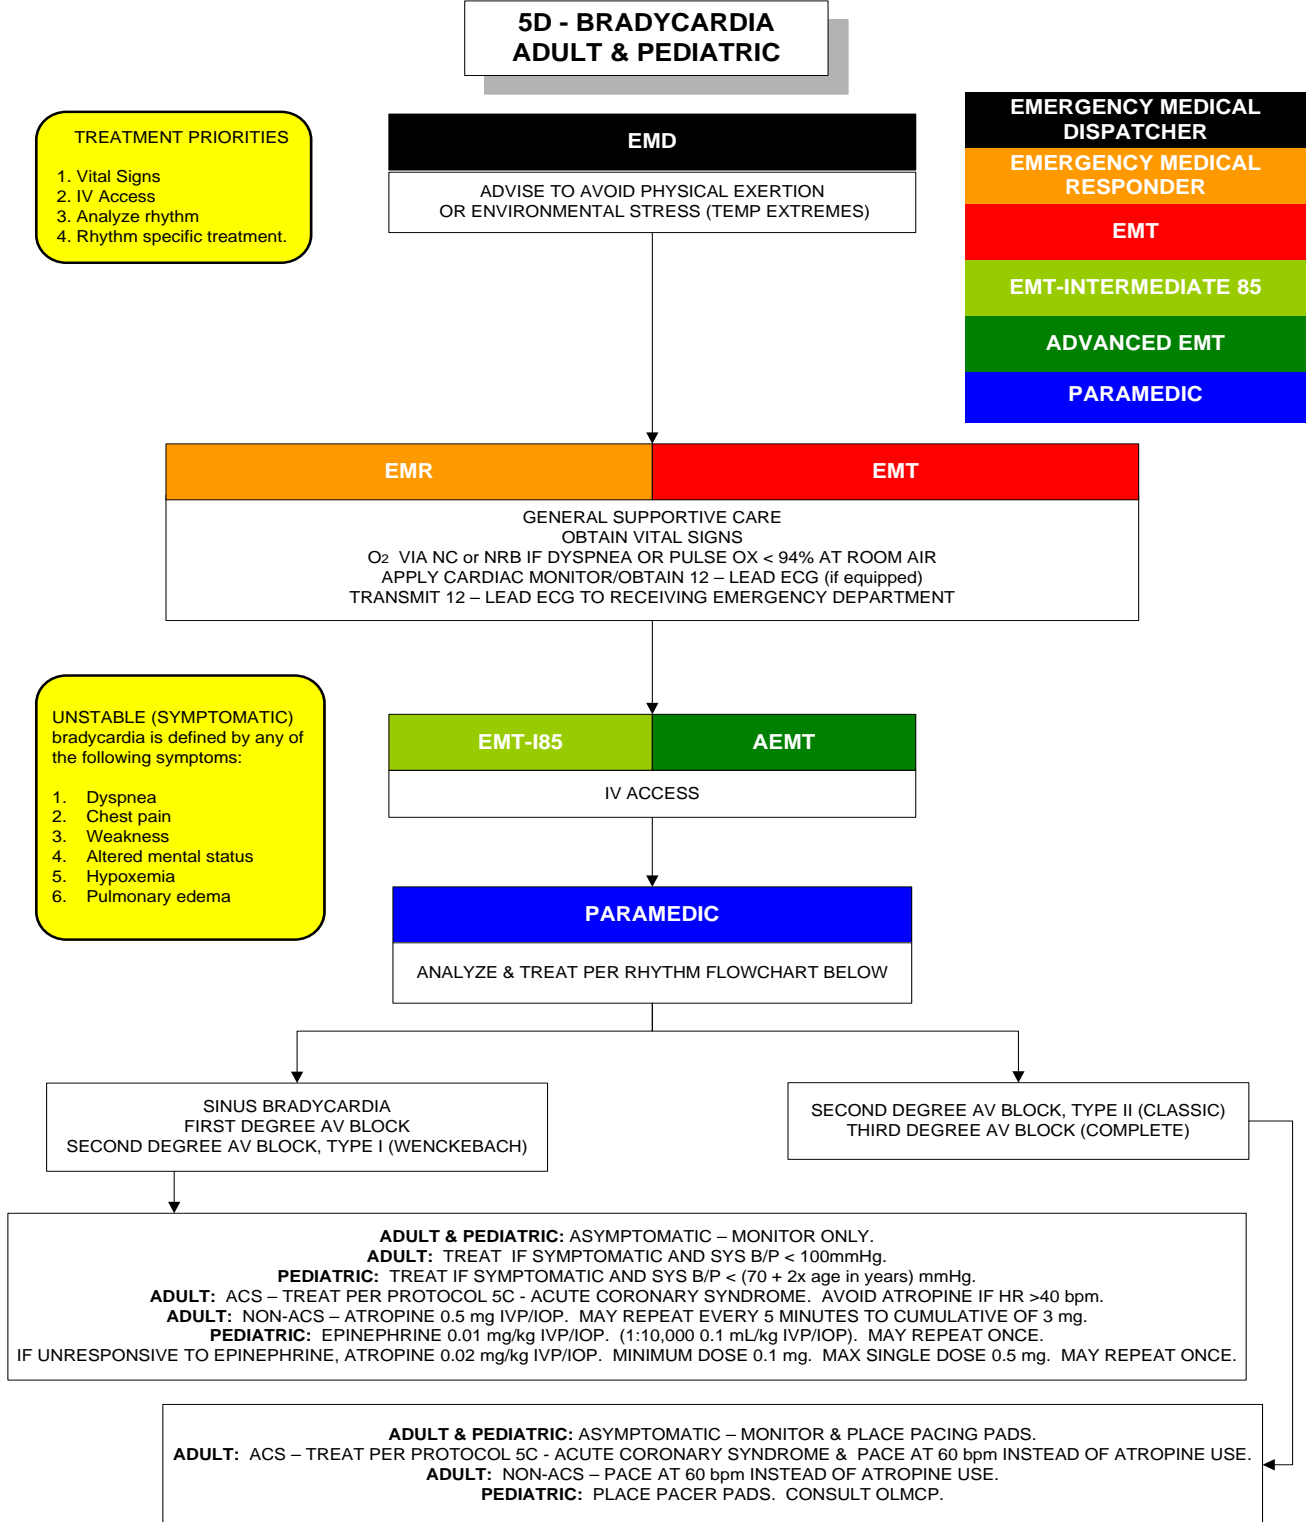 5D - BRADYCARDIA
ADULT & PEDIATRIC
TREATMENT PRIORITIES
1. Vital Signs
2. IV Access
3. Analyze rhythm
4. Rhythm specific treatment.
EMD
ADVISE TO AVOID PHYSICAL EXERTION
OR ENVIRONMENTAL STRESS (TEMP EXTREMES)
EMERGENCY MEDICAL
DISPATCHER
EMERGENCY MEDICAL
RESPONDER
EMT
EMT-INTERMEDIATE 85
ADVANCED EMT
PARAMEDIC
EMR
EMT
GENERAL SUPPORTIVE CARE
OBTAIN VITAL SIGNS
O2 VIA NC or NRB IF DYSPNEA OR PULSE OX < 94% AT ROOM AIR
APPLY CARDIAC MONITOR/OBTAIN 12 – LEAD ECG (if equipped)
TRANSMIT 12 – LEAD ECG TO RECEIVING EMERGENCY DEPARTMENT
UNSTABLE (SYMPTOMATIC)
bradycardia is defined by any of
the following symptoms:
1. Dyspnea
2. Chest pain
3. Weakness
4. Altered mental status
5. Hypoxemia
6. Pulmonary edema
EMT-I85
AEMT
IV ACCESS
PARAMEDIC
ANALYZE & TREAT PER RHYTHM FLOWCHART BELOW
SINUS BRADYCARDIA
FIRST DEGREE AV BLOCK
SECOND DEGREE AV BLOCK, TYPE I (WENCKEBACH)
SECOND DEGREE AV BLOCK, TYPE II (CLASSIC)
THIRD DEGREE AV BLOCK (COMPLETE)
ADULT & PEDIATRIC: ASYMPTOMATIC – MONITOR ONLY.
ADULT: TREAT IF SYMPTOMATIC AND SYS B/P < 100mmHg.
PEDIATRIC: TREAT IF SYMPTOMATIC AND SYS B/P < (70 + 2x age in years) mmHg.
ADULT: ACS – TREAT PER PROTOCOL 5C - ACUTE CORONARY SYNDROME. AVOID ATROPINE IF HR >40 bpm.
ADULT: NON-ACS – ATROPINE 0.5 mg IVP/IOP. MAY REPEAT EVERY 5 MINUTES TO CUMULATIVE OF 3 mg.
PEDIATRIC: EPINEPHRINE 0.01 mg/kg IVP/IOP. (1:10,000 0.1 mL/kg IVP/IOP). MAY REPEAT ONCE.
IF UNRESPONSIVE TO EPINEPHRINE, ATROPINE 0.02 mg/kg IVP/IOP. MINIMUM DOSE 0.1 mg. MAX SINGLE DOSE 0.5 mg. MAY REPEAT ONCE.
ADULT & PEDIATRIC: ASYMPTOMATIC – MONITOR & PLACE PACING PADS.
ADULT: ACS – TREAT PER PROTOCOL 5C - ACUTE CORONARY SYNDROME & PACE AT 60 bpm INSTEAD OF ATROPINE USE.
ADULT: NON-ACS – PACE AT 60 bpm INSTEAD OF ATROPINE USE.
PEDIATRIC: PLACE PACER PADS. CONSULT OLMCP.